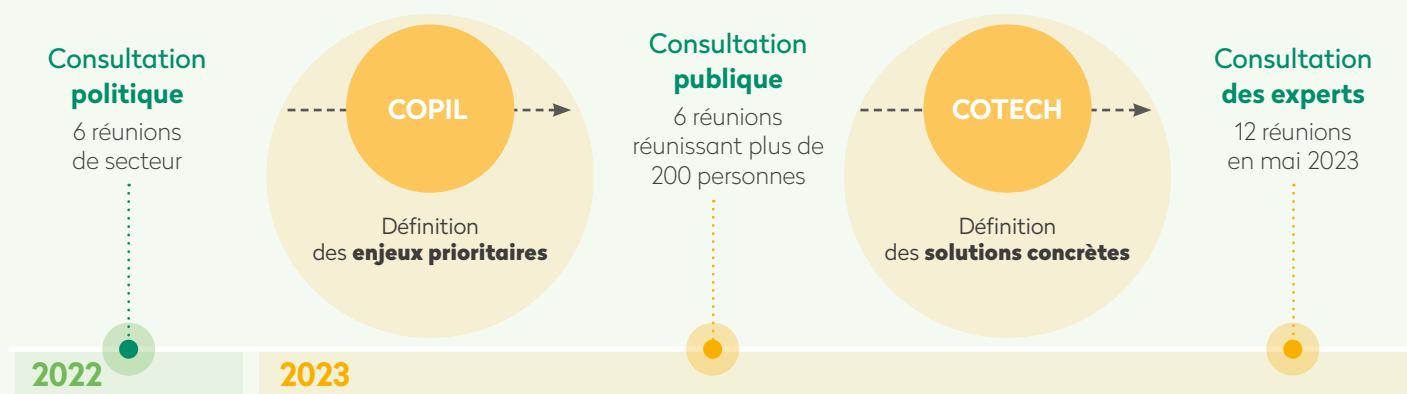 Consultation
politique
6 réunions
de secteur
COPIL
Définition
des enjeux prioritaires
Consultation
publique
6 réunions
réunissant plus de
200 personnes
COTECH
Définition
des solutions concrètes
Consultation
des experts
12 réunions
en mai 2023
2022
2023